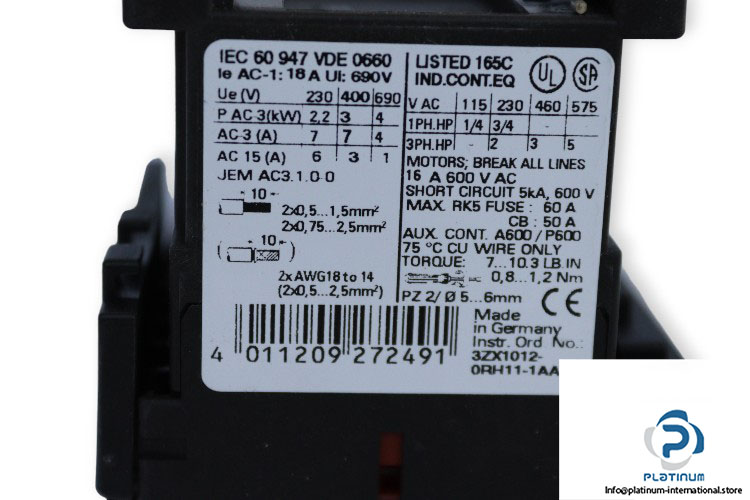 IEC 60 947 VDE 0660
Ie AC-1: 18 A UI: 690V
Ue (V) 230 400 690
P AC 3(kW) 2,2 3 4
AC-3 (A) 7 7 4
AC 15 (A) 6 3 1
JEM AC3.1.0-0
10
2x0,5...1,5mm²
2x0,75...2,5mm²
10
2x AWG18 to 14
(2x0,5...2,5mm²)
4 011209 272491
LISTED 165C
IND.CONT.EQ
UL
SA
V AC 115 230 460 575
1PH.HP 1/4 3/4 -
3PH.HP - 2 3 5
MOTORS; BREAK ALL LINES
16 A 600 V AC
SHORT CIRCUIT 5kA, 600 V
MAX. RK5 FUSE : 60 A
CB : 50 A
AUX. CONT. A600 / P600
75 °C CU WIRE ONLY
TORQUE: 7...10.3 LB IN
0,8...1,2 Nm
PZ 2/ Ø 5...6mm
CE
Made
in Germany
Instr. Ord No.:
3ZX1012-
0RH11-1AA
PLATINUM
Info@platinum-international.store